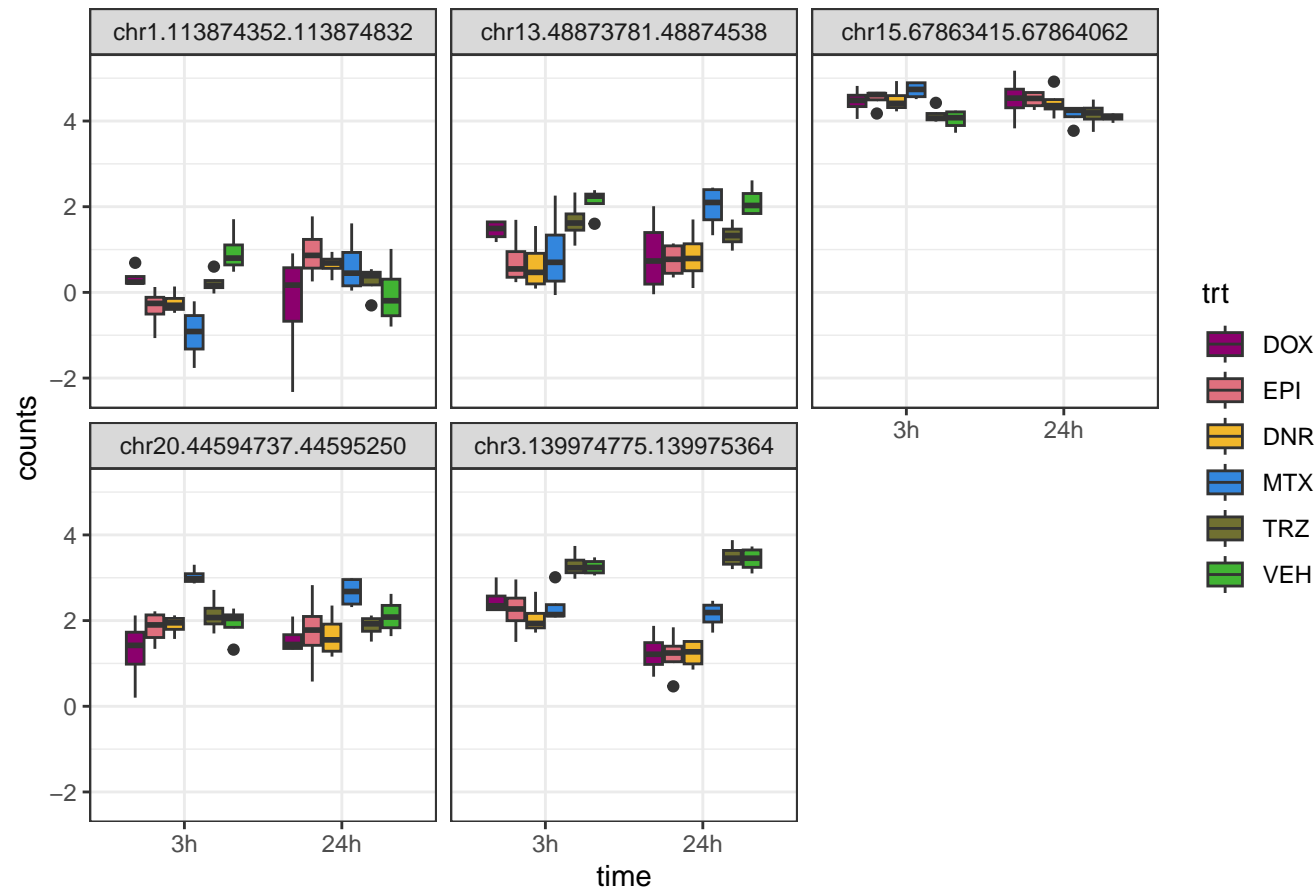 chr1.113874352.113874832
chr13.48873781.48874538
chr15.67863415.67864062
4
2
0
−2
3h
24h
chr20.44594737.44595250
chr3.139974775.139975364
4
2
0
−2
3h
24h
3h
24h
counts
time
trt
DOX
EPI
DNR
MTX
TRZ
VEH